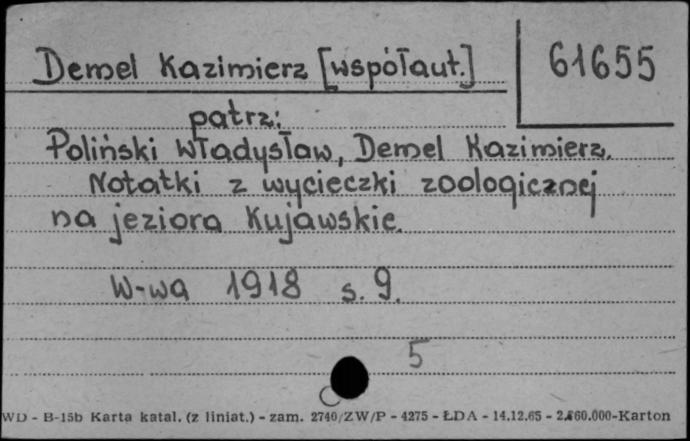 Demel Kazimierz [współaut.]
61655
patrz:
Poliński Władysław, Demel Kazimierz.
Notatki z wycieczki zoologicznej
na jeziora Kujawskie.
W-wa 1918 s. 9.
5
WD - B-15b Karta katal. (z liniat.) - zam. 2740/ZW/P - 4275 - ŁDA - 14.12.65 - 2.860.000-Karton